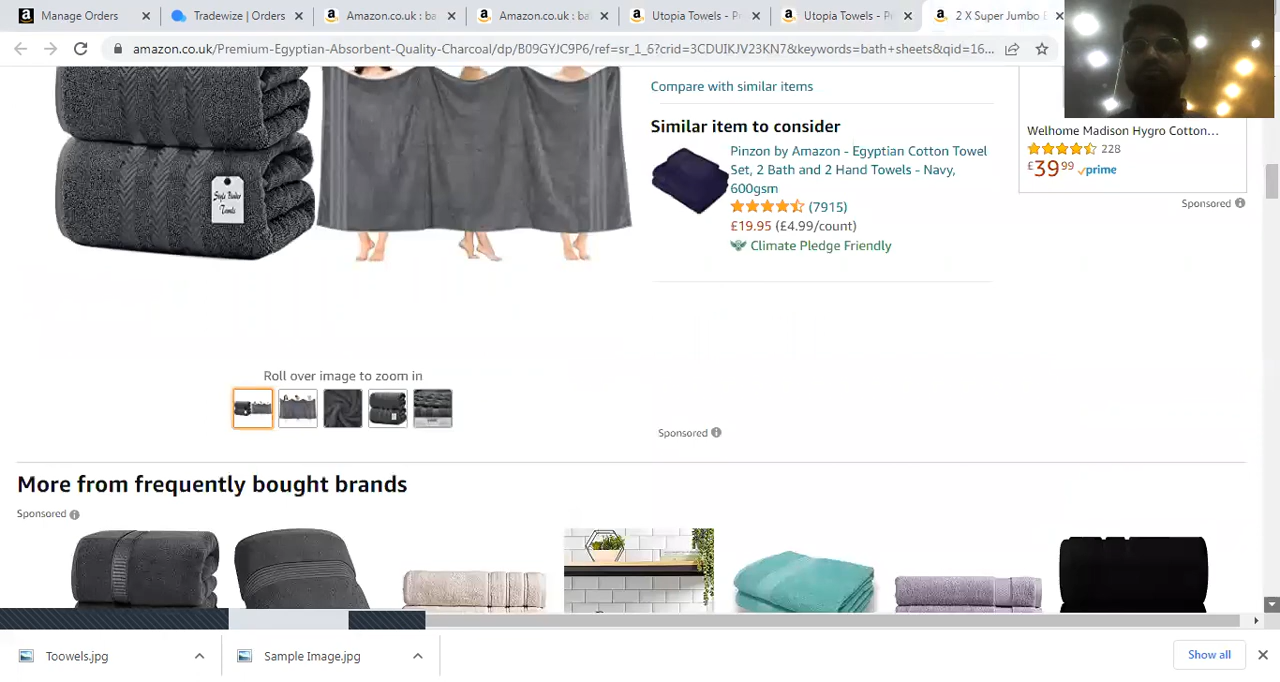 Manage Orders
Tradewize | Orders
Amazon.co.uk : ba
Amazon.co.uk : ba
Utopia Towels - P
Utopia Towels - P
2 X Super Jumbo
amazon.co.uk/Premium-Egyptian-Absorbent-Quality-Charcoal/dp/B09GYJC9P6/ref=sr_1_6?crid=3CDUIKJV23KN7&keywords=bath+sheets&qid=16...
Compare with similar items
Similar item to consider
Pinzon by Amazon - Egyptian Cotton Towel
Set, 2 Bath and 2 Hand Towels - Navy,
600gsm
(7915)
£19.95 (£4.99/count)
Climate Pledge Friendly
Welhome Madison Hygro Cotton...
228
£39.99 prime
Sponsored
Towels
Roll over image to zoom in
Sponsored
More from frequently bought brands
Sponsored
Toowels.jpg
Sample Image.jpg
Show all